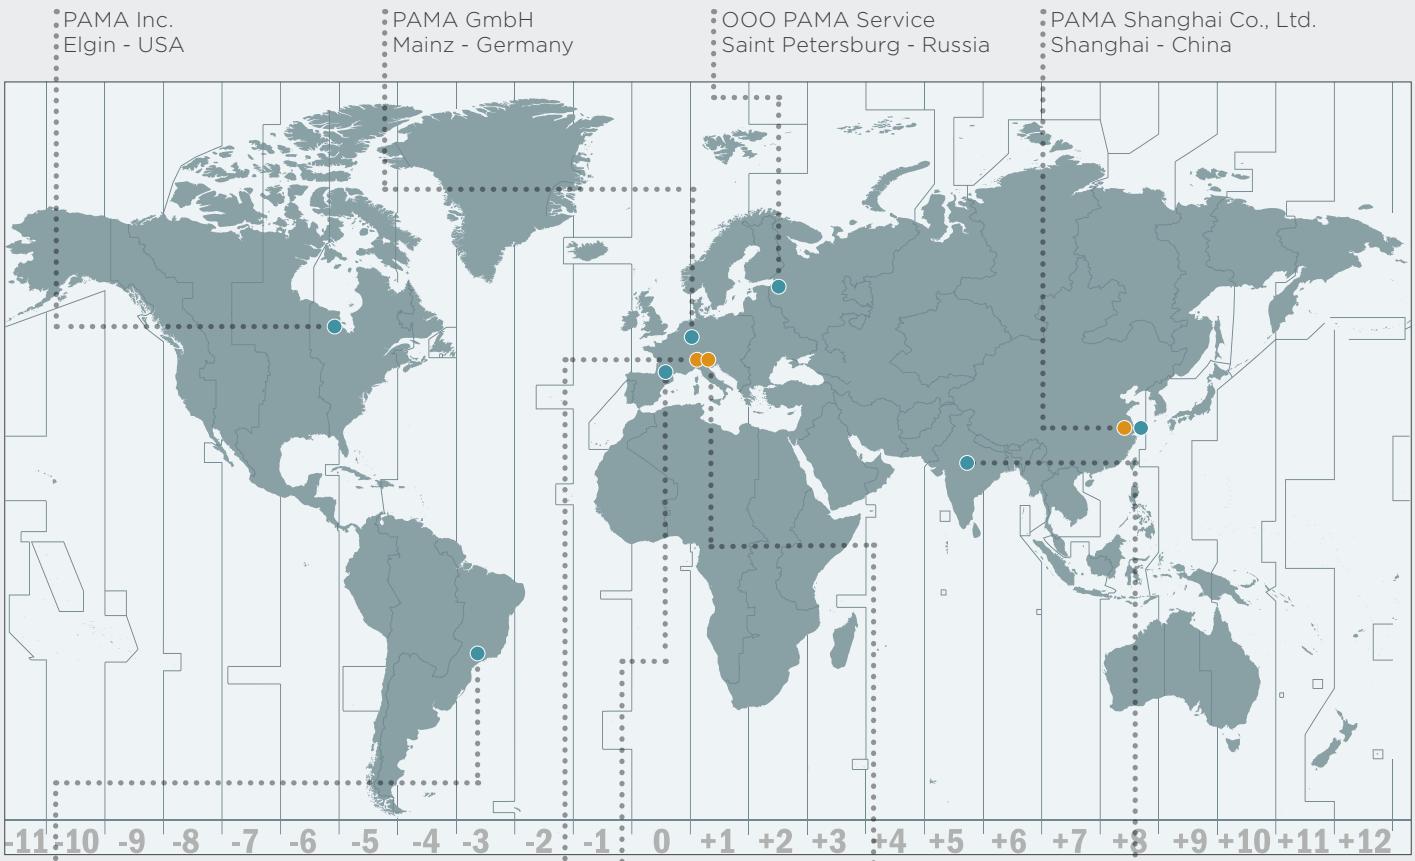 PAMA Inc.
Elgin - USA
PAMA GmbH
Mainz - Germany
OOO PAMA Service
Saint Petersburg - Russia
PAMA Shanghai Co., Ltd.
Shanghai - China
-11 -10 -9 -8 -7 -6 -5 -4 -3 -2 -1 0 +1 +2 +3 +4 +5 +6 +7 +8 +9 +10 +11 +12